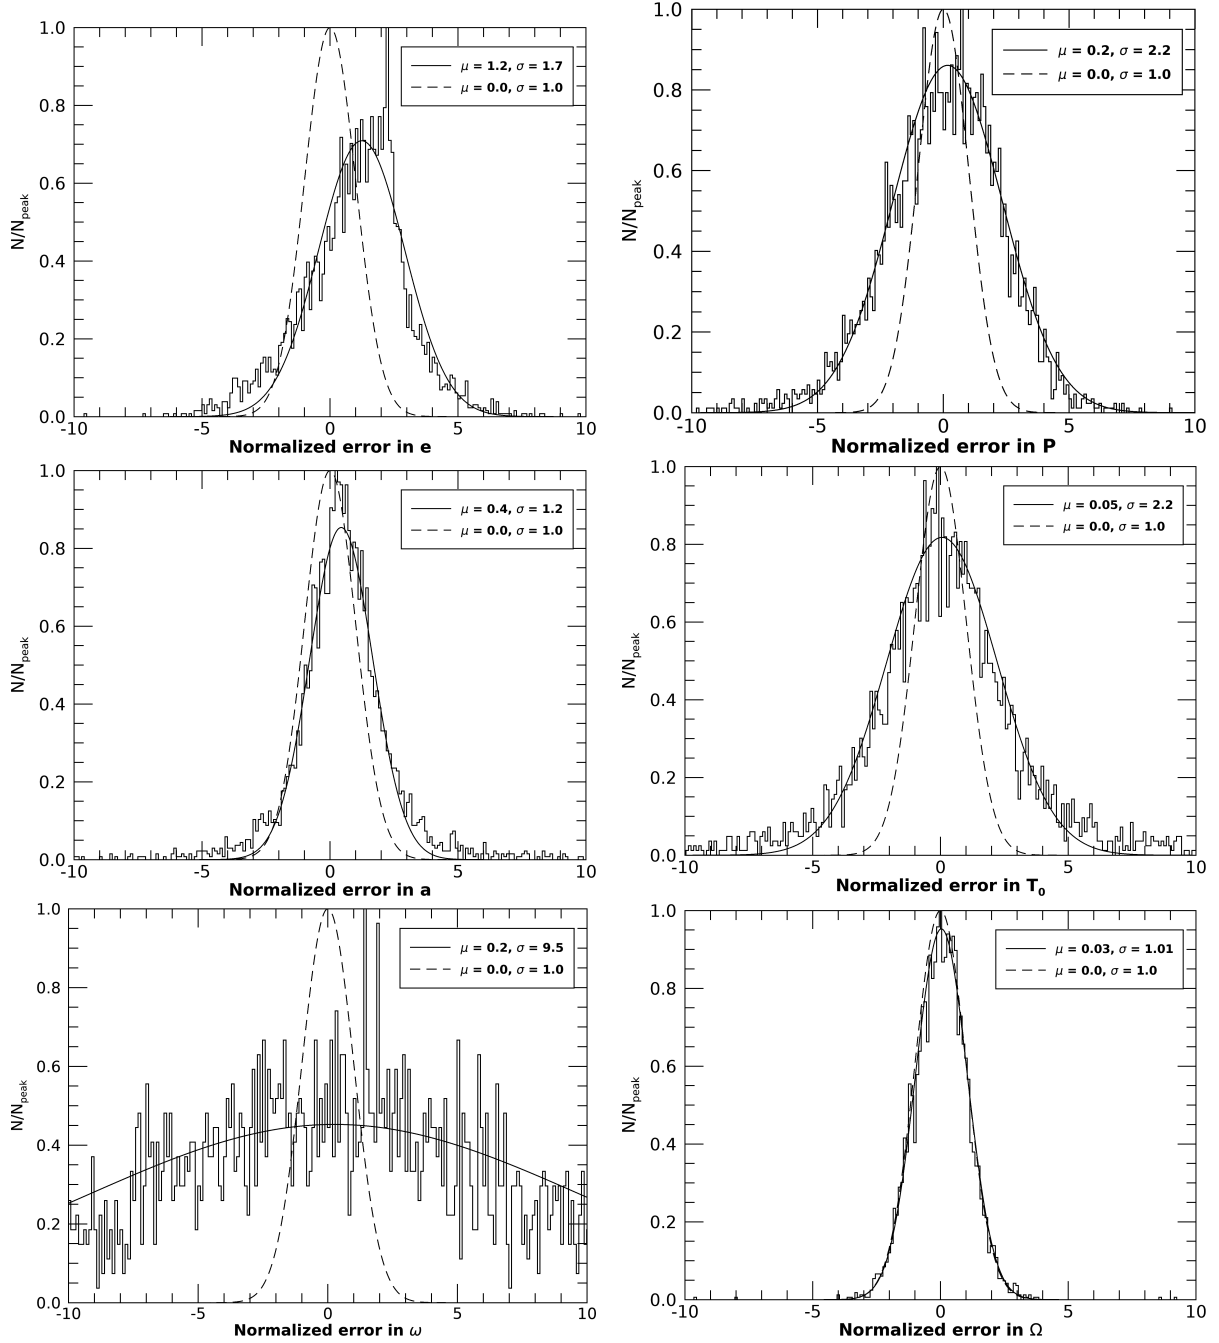 1.0
0.8
0.6
0.4
0.2
0.0
N/Npeak
μ = 1.2, σ = 1.7
μ = 0.0, σ = 1.0
-10 -5 0 5 10
Normalized error in e
1.0
0.8
0.6
0.4
0.2
0.0
N/Npeak
μ = 0.2, σ = 2.2
μ = 0.0, σ = 1.0
-10 -5 0 5 10
Normalized error in P
1.0
0.8
0.6
0.4
0.2
0.0
N/Npeak
μ = 0.4, σ = 1.2
μ = 0.0, σ = 1.0
-10 -5 0 5 10
Normalized error in a
1.0
0.8
0.6
0.4
0.2
0.0
N/Npeak
μ = 0.05, σ = 2.2
μ = 0.0, σ = 1.0
-10 -5 0 5 10
Normalized error in T₀
1.0
0.8
0.6
0.4
0.2
0.0
N/Npeak
μ = 0.2, σ = 9.5
μ = 0.0, σ = 1.0
-10 -5 0 5 10
Normalized error in ω
1.0
0.8
0.6
0.4
0.2
0.0
N/Npeak
μ = 0.03, σ = 1.01
μ = 0.0, σ = 1.0
-10 -5 0 5 10
Normalized error in Ω